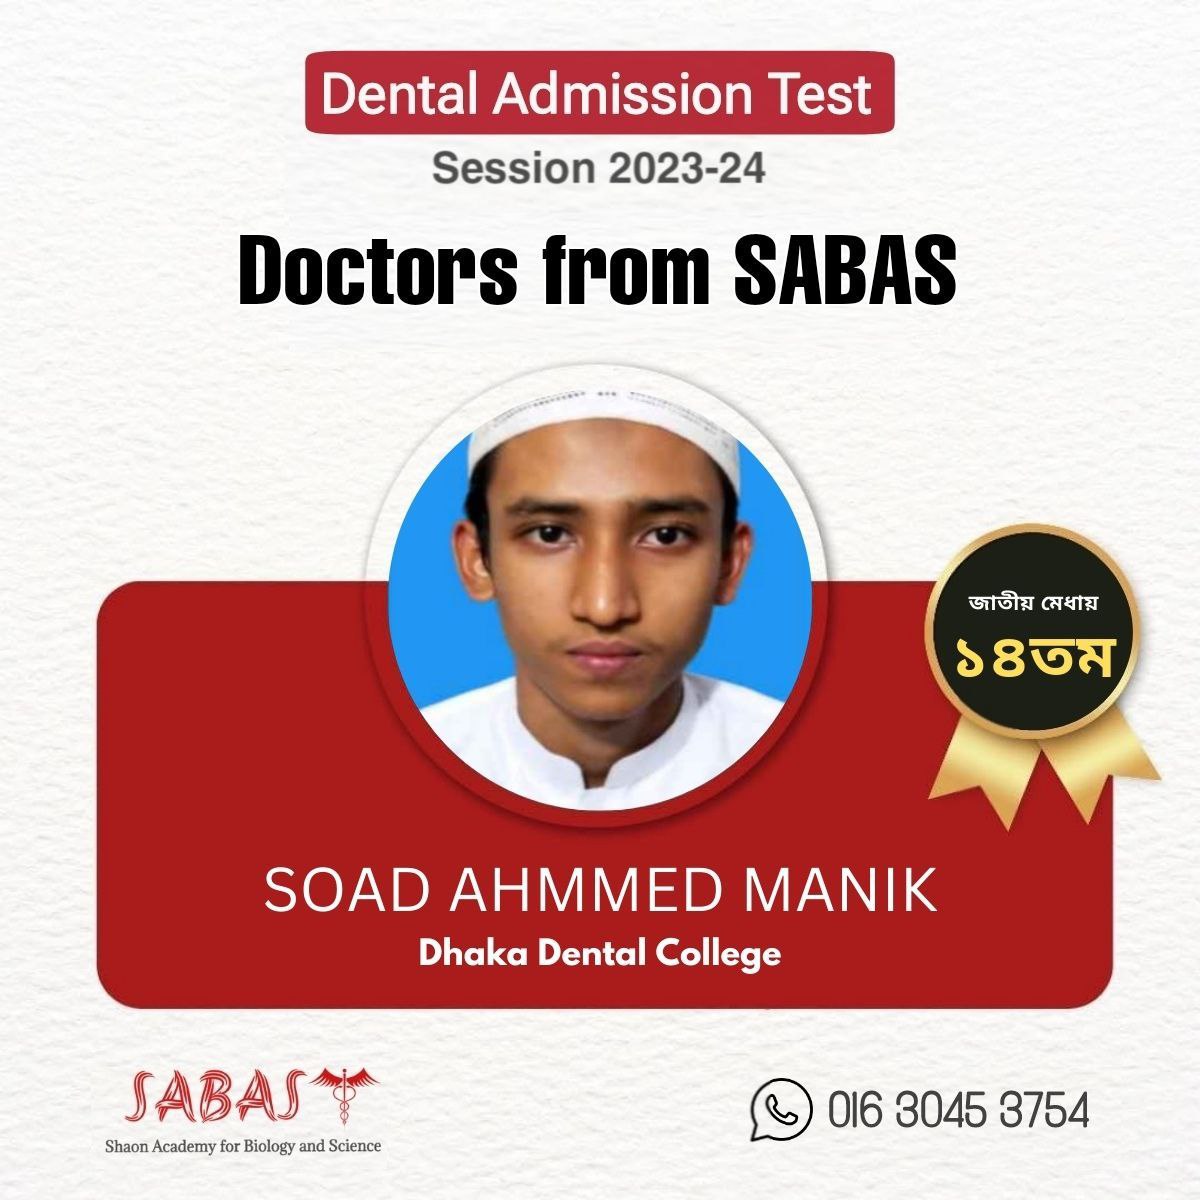 Dental Admission Test
Session 2023-24
Doctors from SABAS
জাতীয় মেধায়
১৪তম
SOAD AHMMED MANIK
Dhaka Dental College
SABAS
Shaon Academy for Biology and Science
016 3045 3754